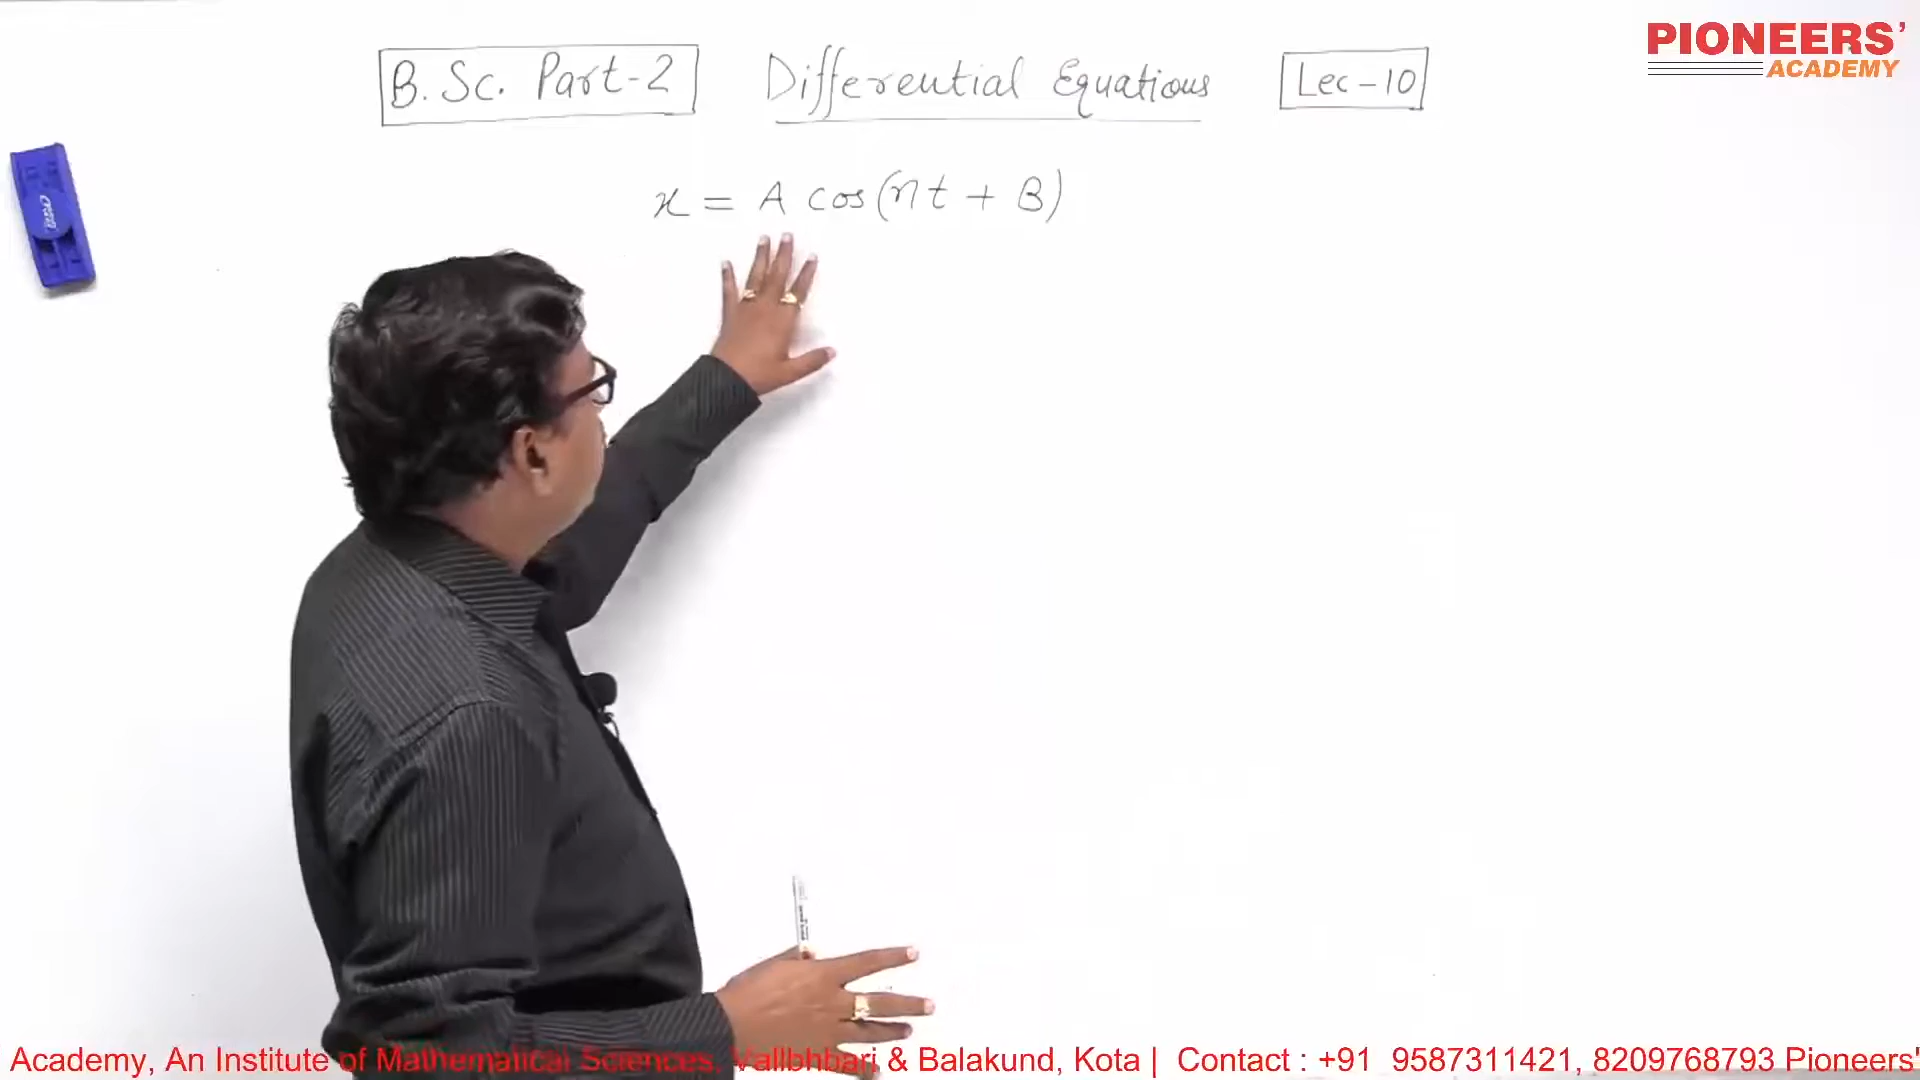 B.Sc. Part-2 Differential Equations Lec-10
PIONEERS'
ACADEMY
x = A cos(nt + B)
Academy, An Institute of Mathematical Sciences, Vallbhbari & Balakund, Kota | Contact : +91 9587311421, 8209768793 Pioneers'